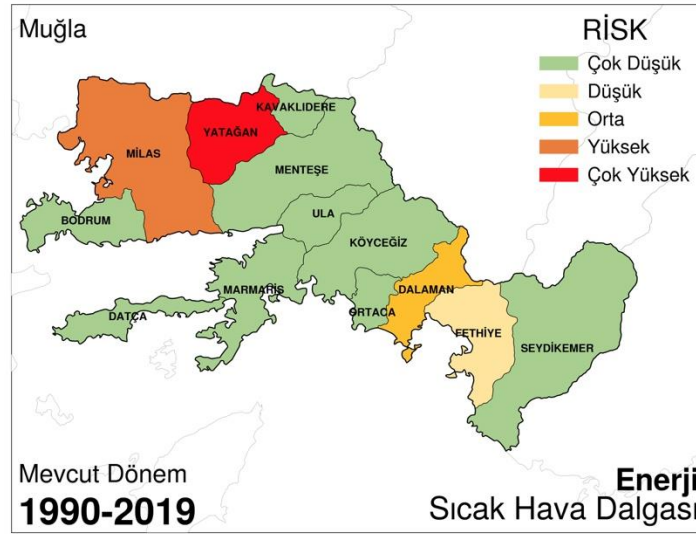 Muğla
RİSK
Çok Düşük
Düşük
Orta
Yüksek
Çok Yüksek
KAVAKLIDERE
YATAĞAN
MİLAS
MENTEŞE
BODRUM
ULA
KÖYCEĞİZ
MARMARİS
DALAMAN
DATÇA
ORTACA
FETHİYE
SEYDİKEMER
Mevcut Dönem
1990-2019
Enerji
Sıcak Hava Dalgası